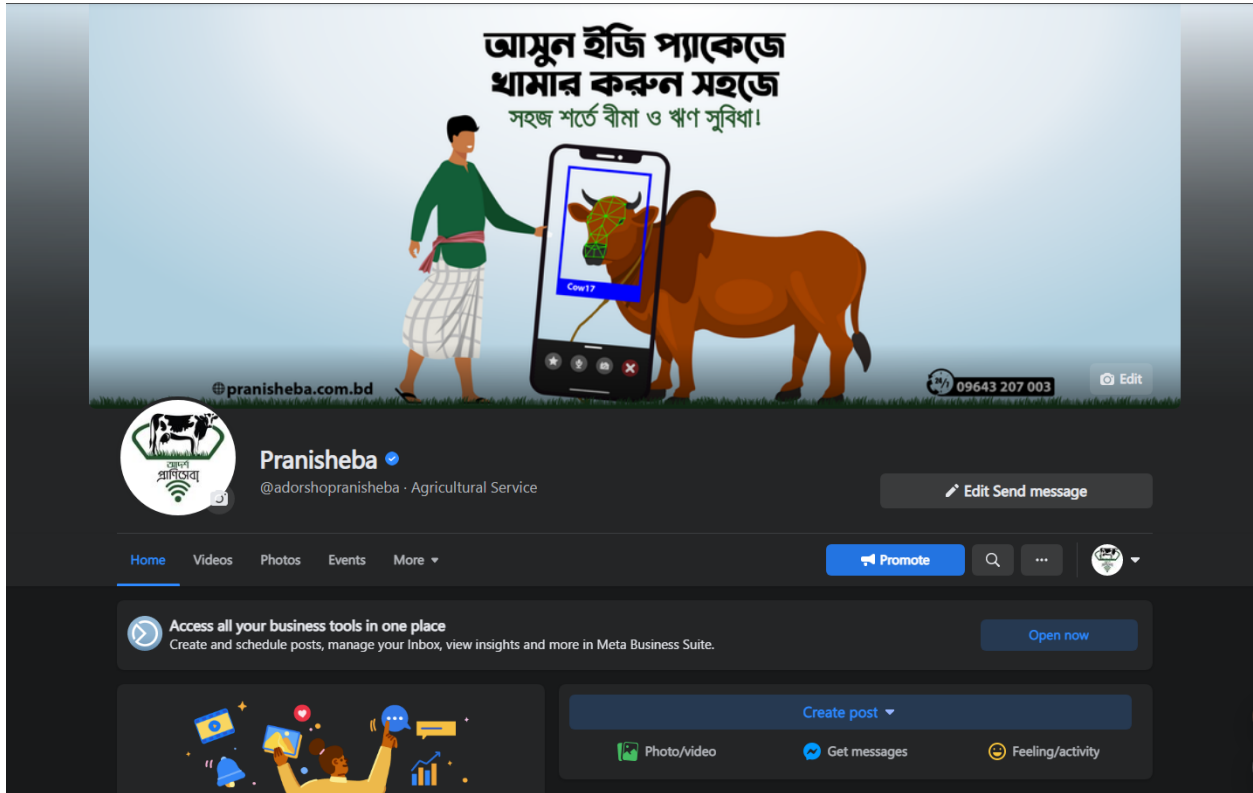 আসুন ইজি প্যাকেজে
খামার করুন সহজে
সহজ শর্তে বীমা ও ঋণ সুবিধা!
Cow17
pranisheba.com.bd
24/7 09643 207 003
Edit
আদর্শ
প্রাণিসেবা
Pranisheba
@adorshopranisheba · Agricultural Service
Edit Send message
Home Videos Photos Events More
Promote
Access all your business tools in one place
Create and schedule posts, manage your Inbox, view insights and more in Meta Business Suite.
Open now
Create post
Photo/video Get messages Feeling/activity